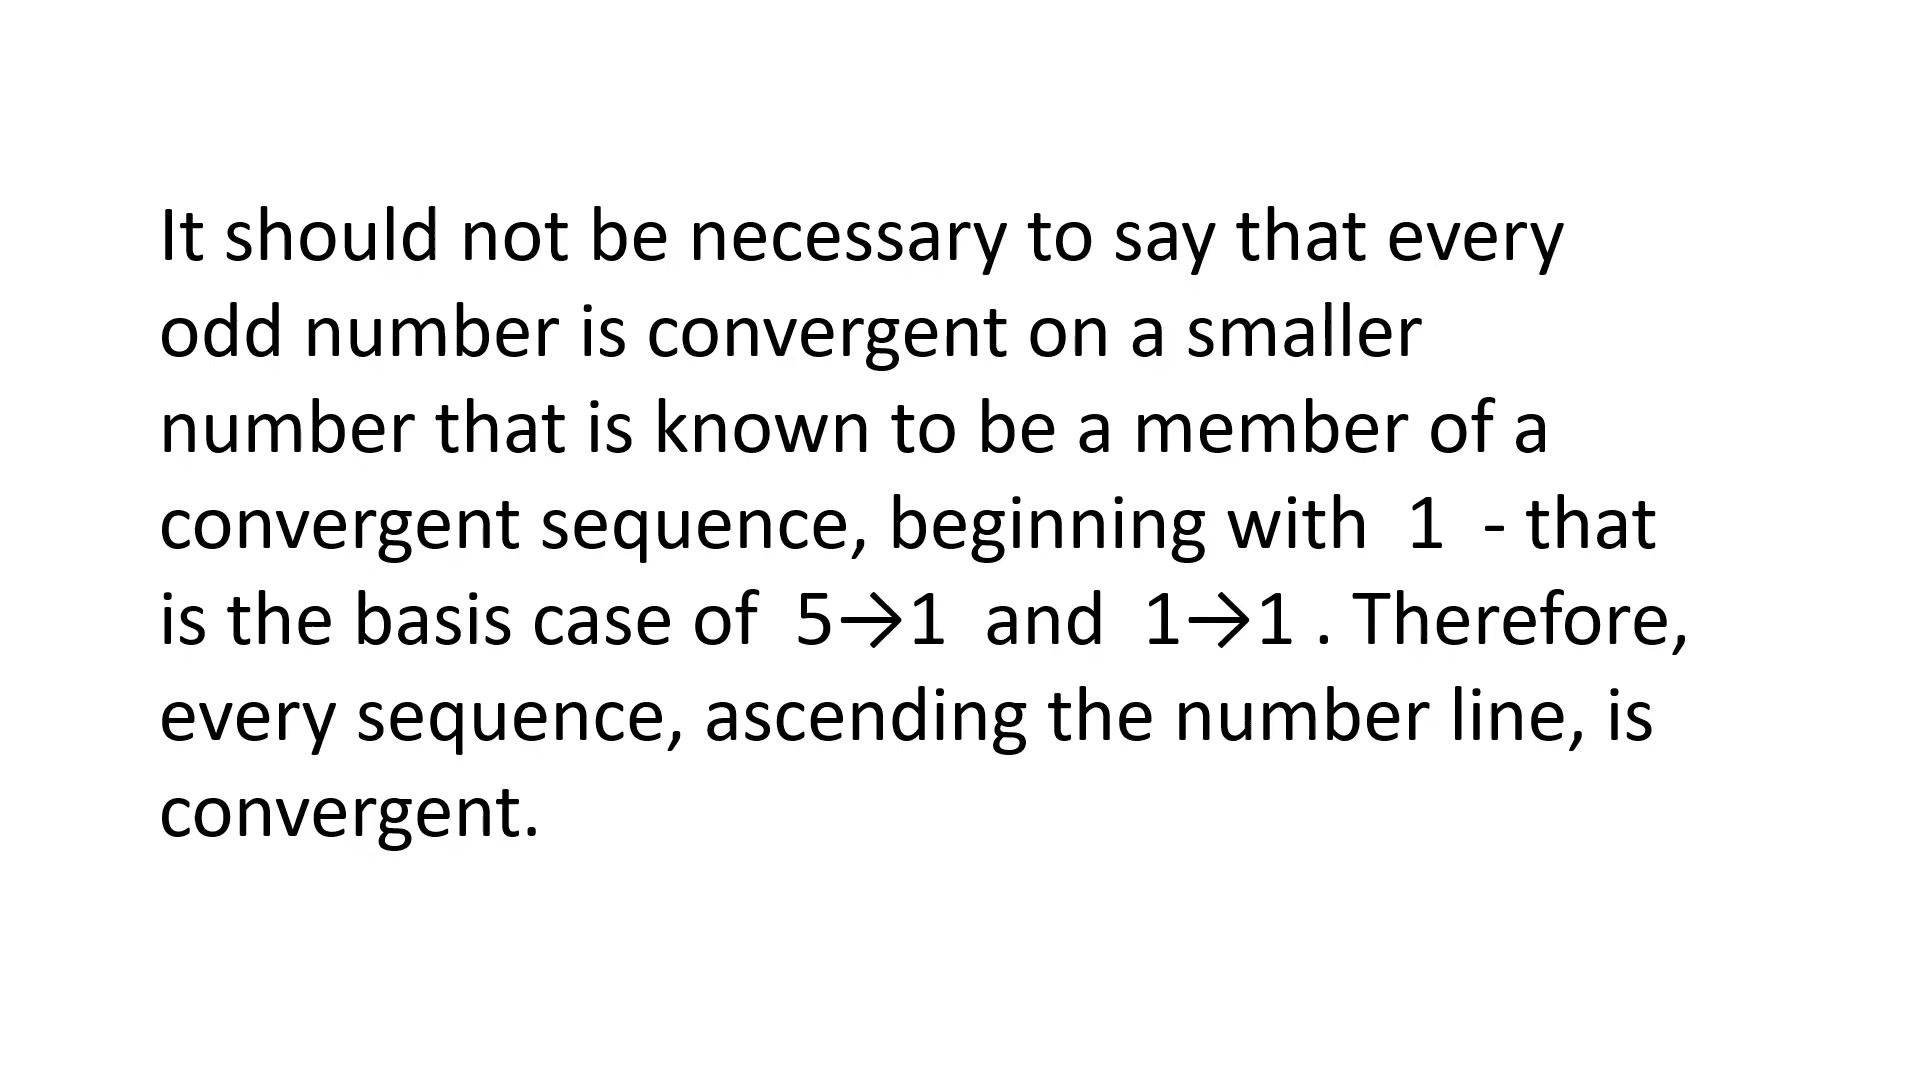 It should not be necessary to say that every
odd number is convergent on a smaller
number that is known to be a member of a
convergent sequence, beginning with  1  - that
is the basis case of  5→1  and  1→1 . Therefore,
every sequence, ascending the number line, is
convergent.